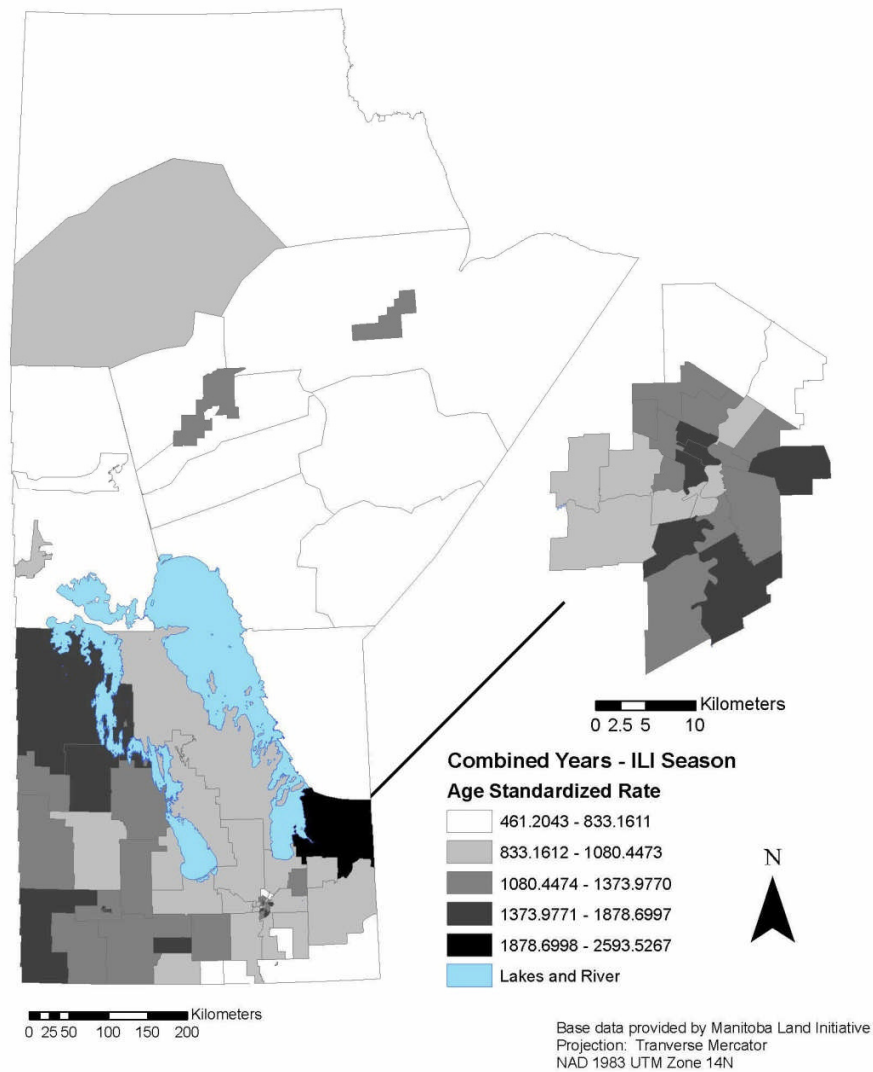 Kilometers
0 2.5 5 10
Combined Years - ILI Season
Age Standardized Rate
461.2043 - 833.1611
833.1612 - 1080.4473
1080.4474 - 1373.9770
1373.9771 - 1878.6997
1878.6998 - 2593.5267
Lakes and River
N
Kilometers
0 25 50 100 150 200
Base data provided by Manitoba Land Initiative
Projection: Tranverse Mercator
NAD 1983 UTM Zone 14N